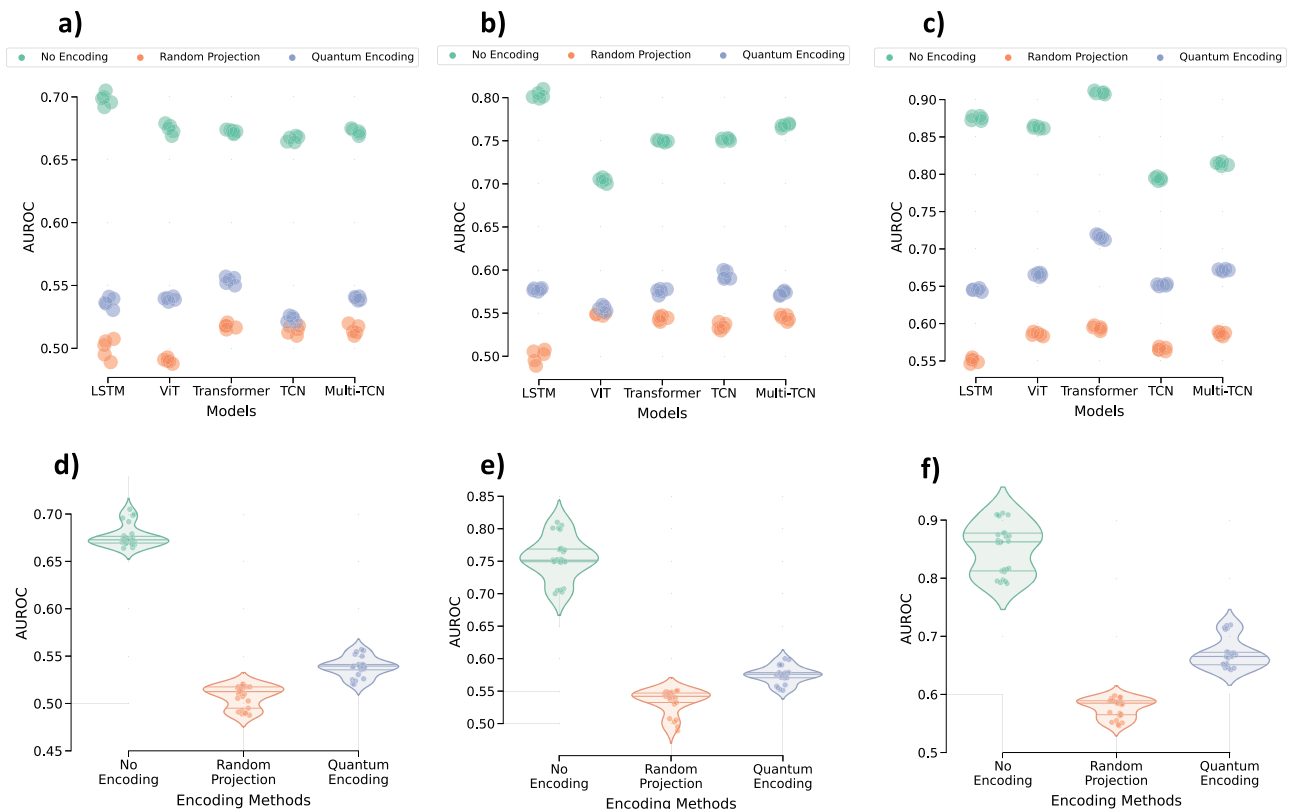 a)
No Encoding Random Projection Quantum Encoding
0.70
0.65
0.60
0.55
0.50
AUROC
LSTM ViT Transformer TCN Multi-TCN
Models
b)
No Encoding Random Projection Quantum Encoding
0.80
0.75
0.70
0.65
0.60
0.55
0.50
AUROC
LSTM ViT Transformer TCN Multi-TCN
Models
c)
No Encoding Random Projection Quantum Encoding
0.90
0.85
0.80
0.75
0.70
0.65
0.60
0.55
AUROC
LSTM ViT Transformer TCN Multi-TCN
Models
d)
0.70
0.65
0.60
0.55
0.50
0.45
AUROC
No Random Quantum
Encoding Projection Encoding
Encoding Methods
e)
0.85
0.80
0.75
0.70
0.65
0.60
0.55
0.50
AUROC
No Random Quantum
Encoding Projection Encoding
Encoding Methods
f)
0.9
0.8
0.7
0.6
0.5
AUROC
No Random Quantum
Encoding Projection Encoding
Encoding Methods